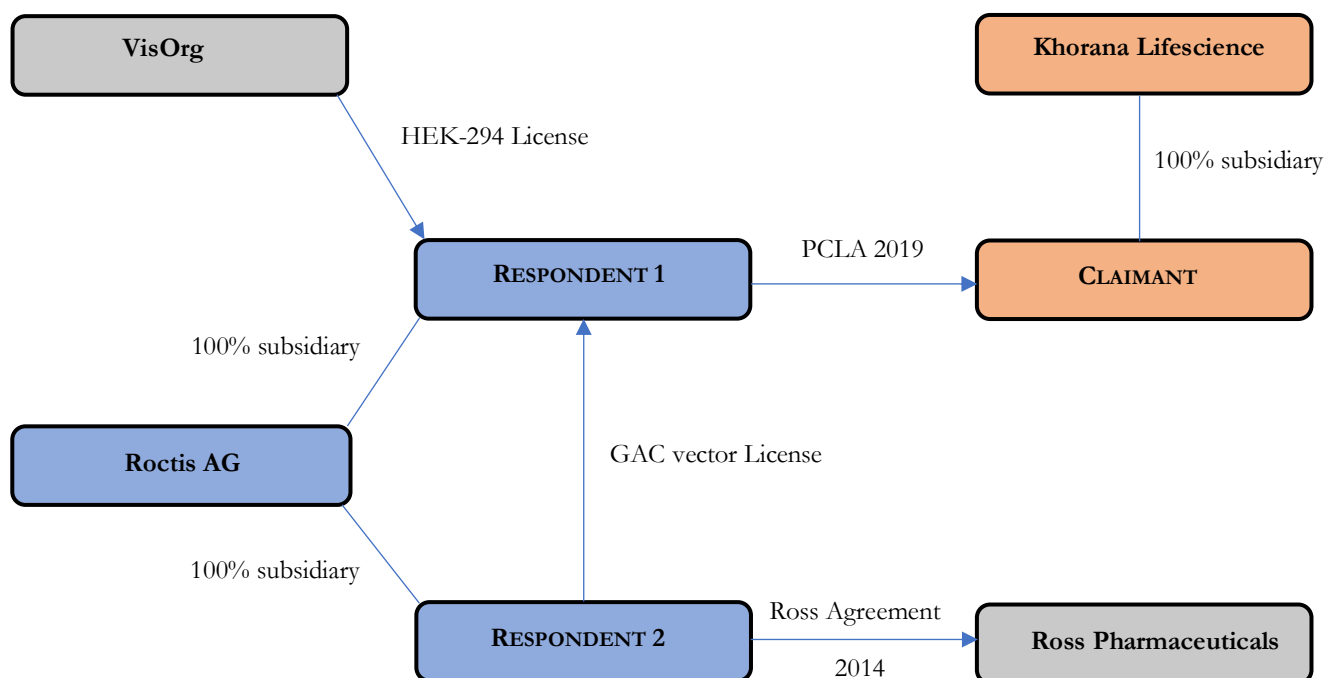 VisOrg
Khorana Lifescience
HEK-294 License
100% subsidiary
RESPONDENT 1
PCLA 2019
CLAIMANT
100% subsidiary
Roctis AG
GAC vector License
100% subsidiary
RESPONDENT 2
Ross Agreement
2014
Ross Pharmaceuticals